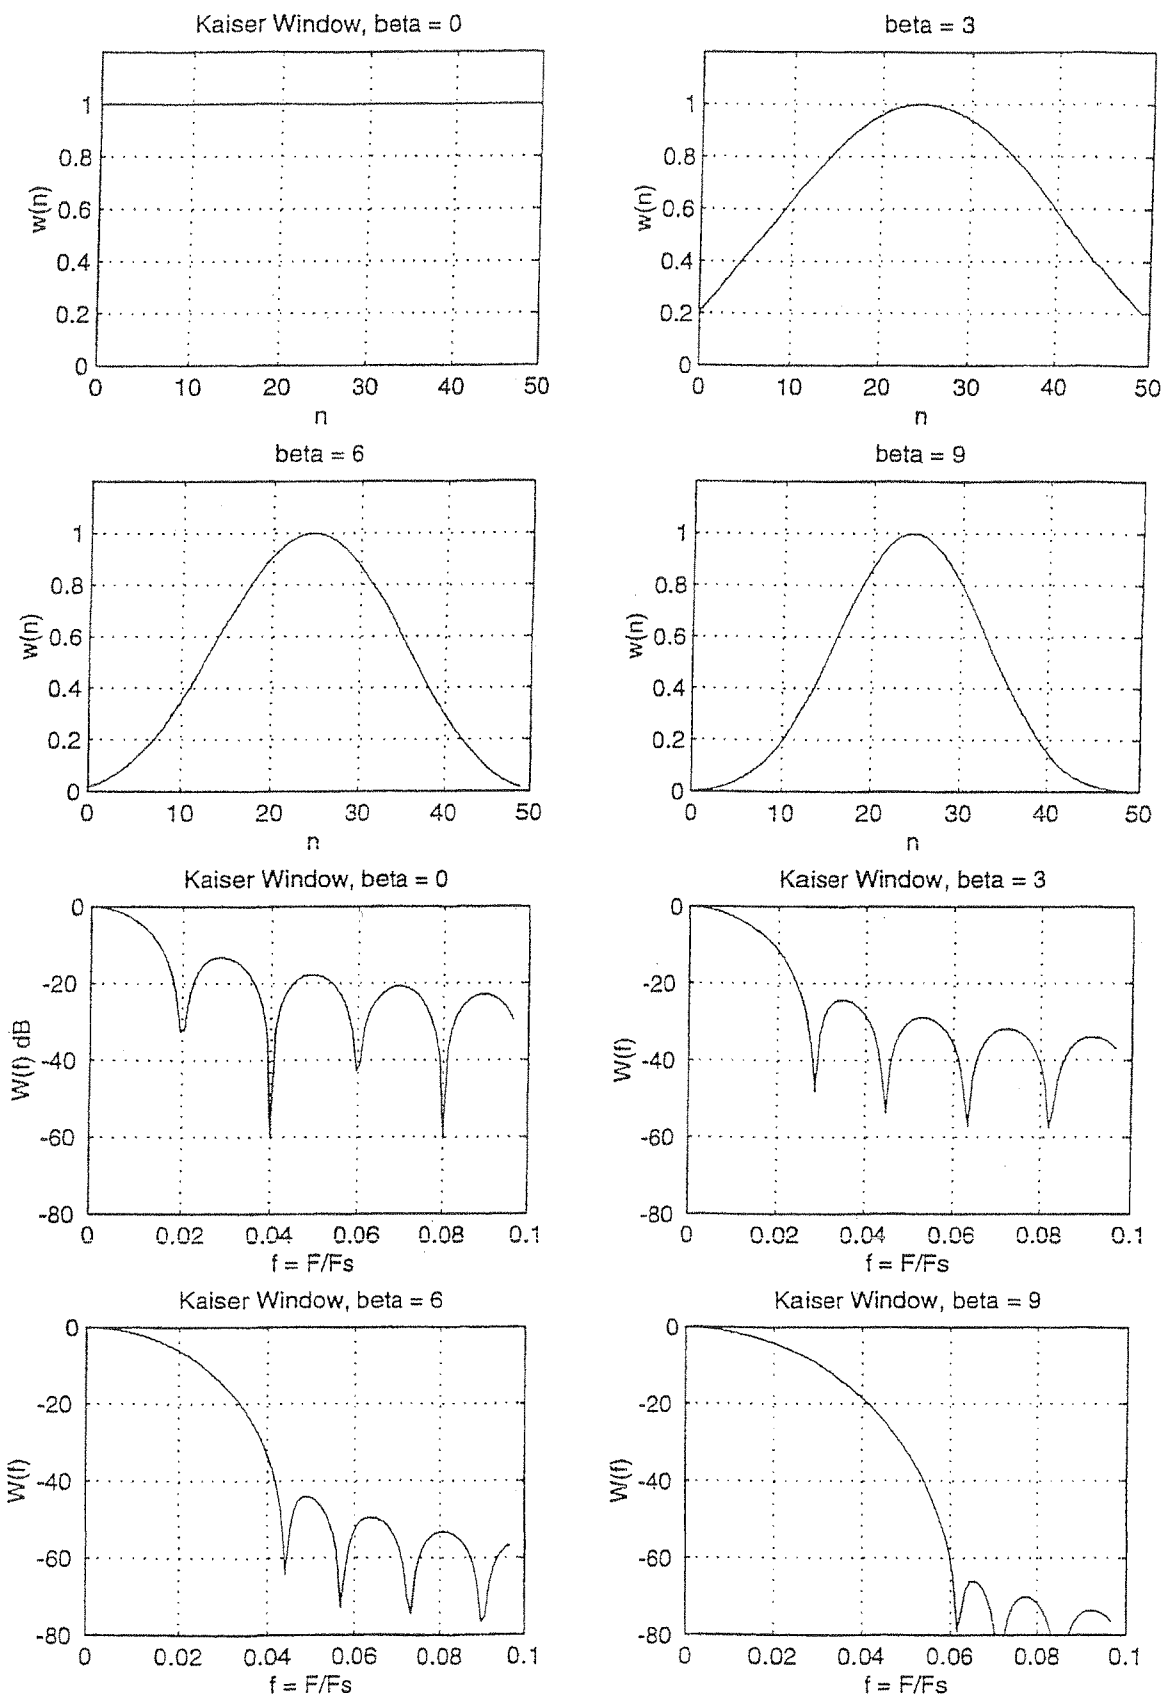 Kaiser Window, beta = 0
w(n)
1
0.8
0.6
0.4
0.2
0
0 10 20 30 40 50
n
beta = 3
w(n)
1
0.8
0.6
0.4
0.2
0
0 10 20 30 40 50
n
beta = 6
w(n)
1
0.8
0.6
0.4
0.2
0
0 10 20 30 40 50
n
beta = 9
w(n)
1
0.8
0.6
0.4
0.2
0
0 10 20 30 40 50
n
Kaiser Window, beta = 0
W(f) dB
0
-20
-40
-60
-80
0 0.02 0.04 0.06 0.08 0.1
f = F/Fs
Kaiser Window, beta = 3
W(f)
0
-20
-40
-60
-80
0 0.02 0.04 0.06 0.08 0.1
f = F/Fs
Kaiser Window, beta = 6
W(f)
0
-20
-40
-60
-80
0 0.02 0.04 0.06 0.08 0.1
f = F/Fs
Kaiser Window, beta = 9
W(f)
0
-20
-40
-60
-80
0 0.02 0.04 0.06 0.08 0.1
f = F/Fs